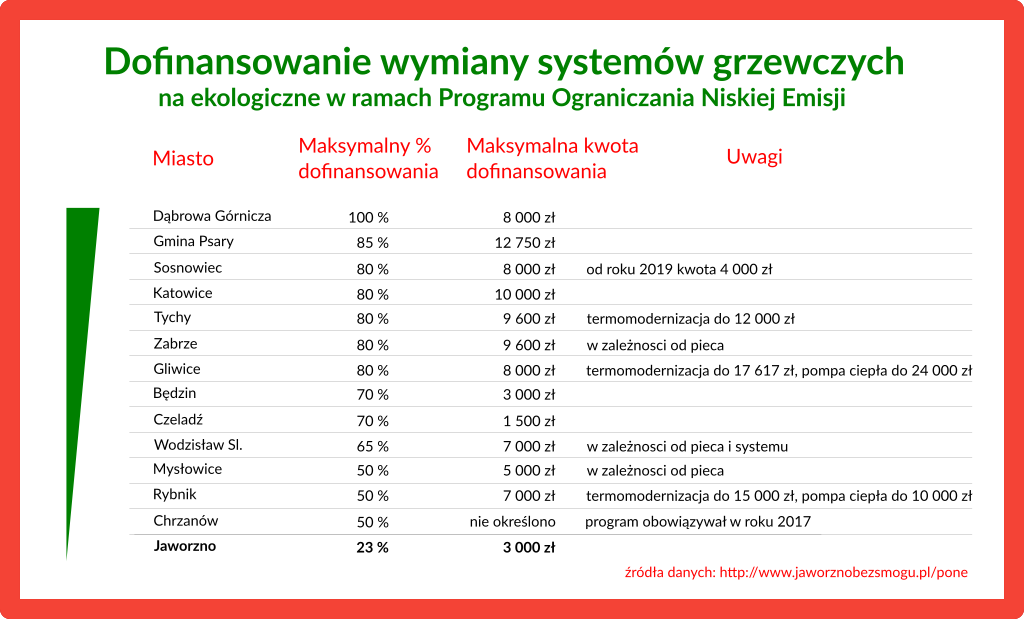 Dofinansowanie wymiany systemów grzewczych
na ekologiczne w ramach Programu Ograniczania Niskiej Emisji
Miasto Maksymalny % dofinansowania Maksymalna kwota dofinansowania Uwagi
Dąbrowa Górnicza 100 % 8 000 zł
Gmina Psary 85 % 12 750 zł
Sosnowiec 80 % 8 000 zł od roku 2019 kwota 4 000 zł
Katowice 80 % 10 000 zł
Tychy 80 % 9 600 zł termomodernizacja do 12 000 zł
Zabrze 80 % 9 600 zł w zależnosci od pieca
Gliwice 80 % 8 000 zł termomodernizacja do 17 617 zł, pompa ciepła do 24 000 zł
Będzin 70 % 3 000 zł
Czeladź 70 % 1 500 zł
Wodzisław Sl. 65 % 7 000 zł w zależnosci od pieca i systemu
Mysłowice 50 % 5 000 zł w zależnosci od pieca
Rybnik 50 % 7 000 zł termomodernizacja do 15 000 zł, pompa ciepła do 10 000 zł
Chrzanów 50 % nie określono program obowiązywał w roku 2017
Jaworzno 23 % 3 000 zł
źródła danych: http://www.jaworznobezsmogu.pl/pone